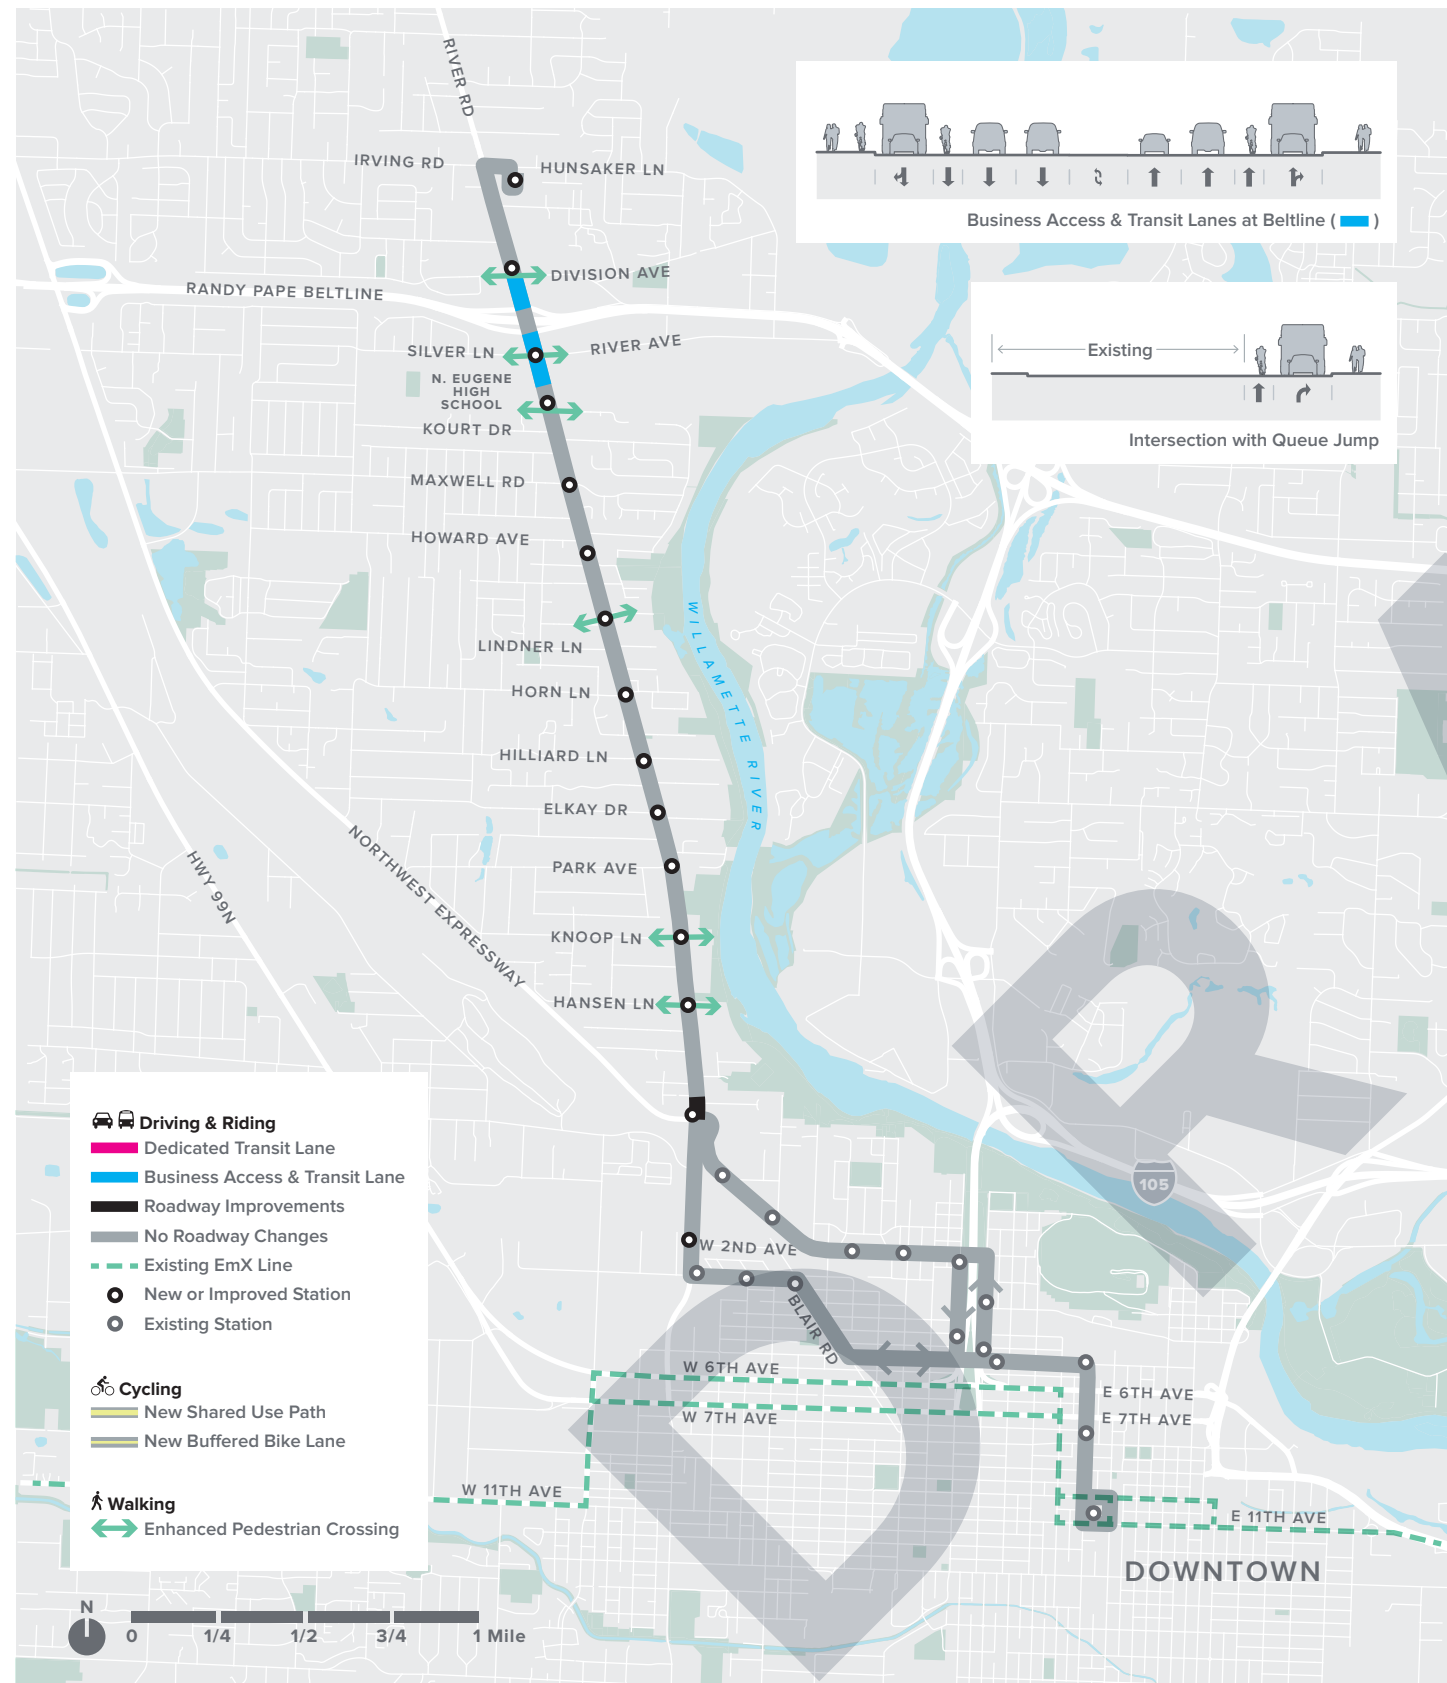 RIVER RD
IRVING RD
HUNSAKER LN
DIVISION AVE
RANDY PAPE BELTLINE
SILVER LN
RIVER AVE
N. EUGENE
HIGH
SCHOOL
KOURT DR
MAXWELL RD
HOWARD AVE
LINDNER LN
HORN LN
HILLIARD LN
ELKAY DR
PARK AVE
KNOOP LN
HANSEN LN
WILLAMETTE RIVER
NORTHWEST EXPRESSWAY
HWY 99N
Business Access & Transit Lanes at Beltline ( )
Existing
Intersection with Queue Jump
105
W 2ND AVE
BLAIR RD
W 6TH AVE
W 7TH AVE
E 6TH AVE
E 7TH AVE
W 11TH AVE
E 11TH AVE
DOWNTOWN
Driving & Riding
Dedicated Transit Lane
Business Access & Transit Lane
Roadway Improvements
No Roadway Changes
Existing EmX Line
New or Improved Station
Existing Station
Cycling
New Shared Use Path
New Buffered Bike Lane
Walking
Enhanced Pedestrian Crossing
N
0 1/4 1/2 3/4 1 Mile
D R